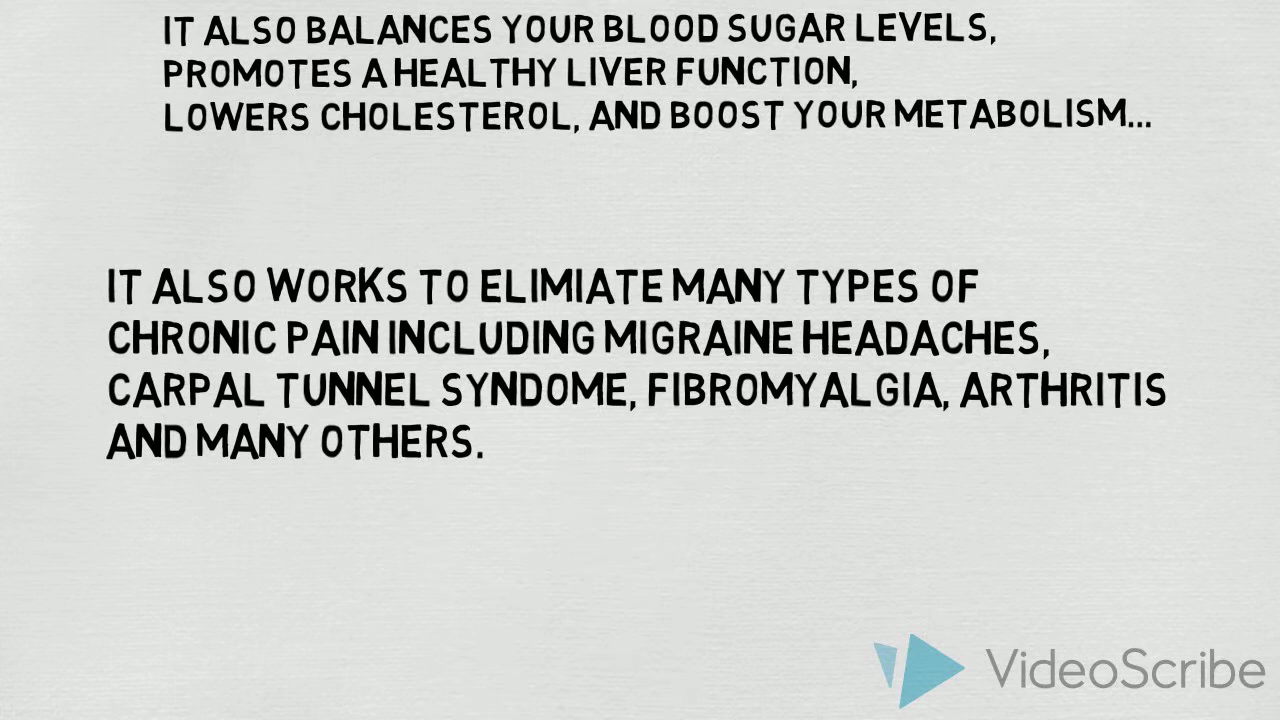 IT ALSO BALANCES YOUR BLOOD SUGAR LEVELS,
PROMOTES A HEALTHY LIVER FUNCTION,
LOWERS CHOLESTEROL, AND BOOST YOUR METABOLISM...
IT ALSO WORKS TO ELIMIATE MANY TYPES OF
CHRONIC PAIN INCLUDING MIGRAINE HEADACHES,
CARPAL TUNNEL SYNDOME, FIBROMYALGIA, ARTHRITIS
AND MANY OTHERS.
VideoScribe